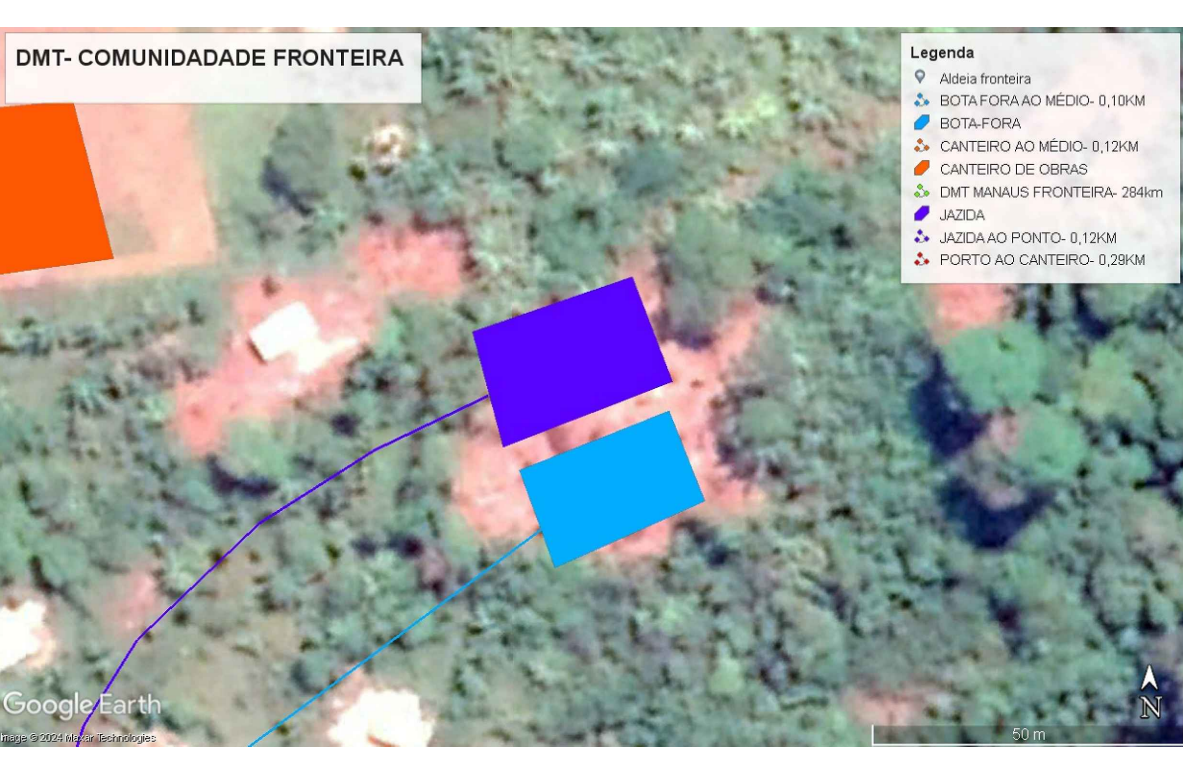 DMT- COMUNIDADADE FRONTEIRA
Legenda
Aldeia fronteira
BOTA FORA AO MÉDIO- 0,10KM
BOTA-FORA
CANTEIRO AO MÉDIO- 0,12KM
CANTEIRO DE OBRAS
DMT MANAUS FRONTEIRA- 284km
JAZIDA
JAZIDA AO PONTO- 0,12KM
PORTO AO CANTEIRO- 0,29KM
Google Earth
Image © 2024 Maxar Technologies
N
50 m